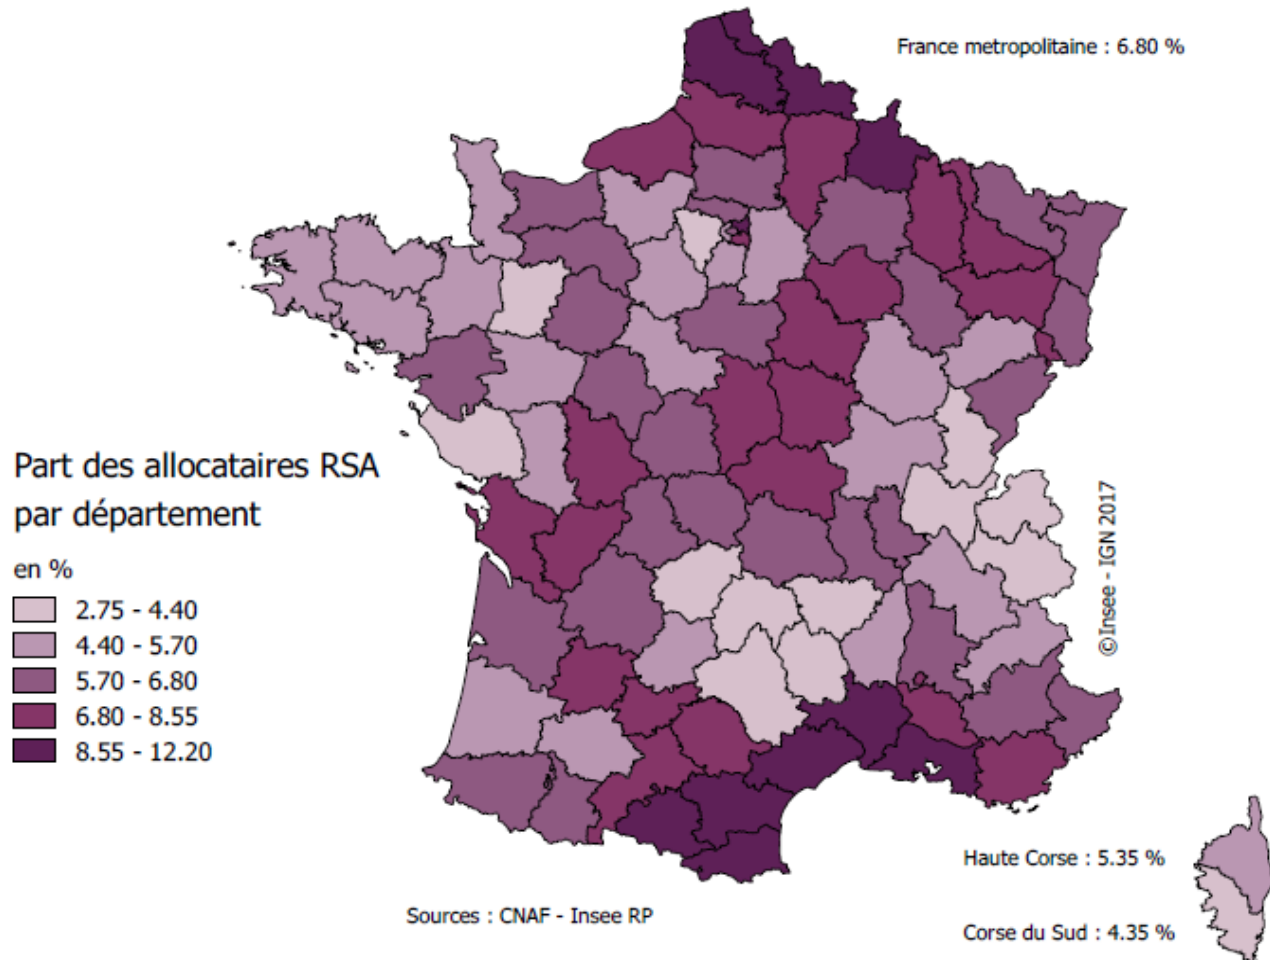 France metropolitaine : 6.80 %
Part des allocataires RSA
par département
en %
2.75 - 4.40
4.40 - 5.70
5.70 - 6.80
6.80 - 8.55
8.55 - 12.20
©Insee - IGN 2017
Haute Corse : 5.35 %
Corse du Sud : 4.35 %
Sources : CNAF - Insee RP